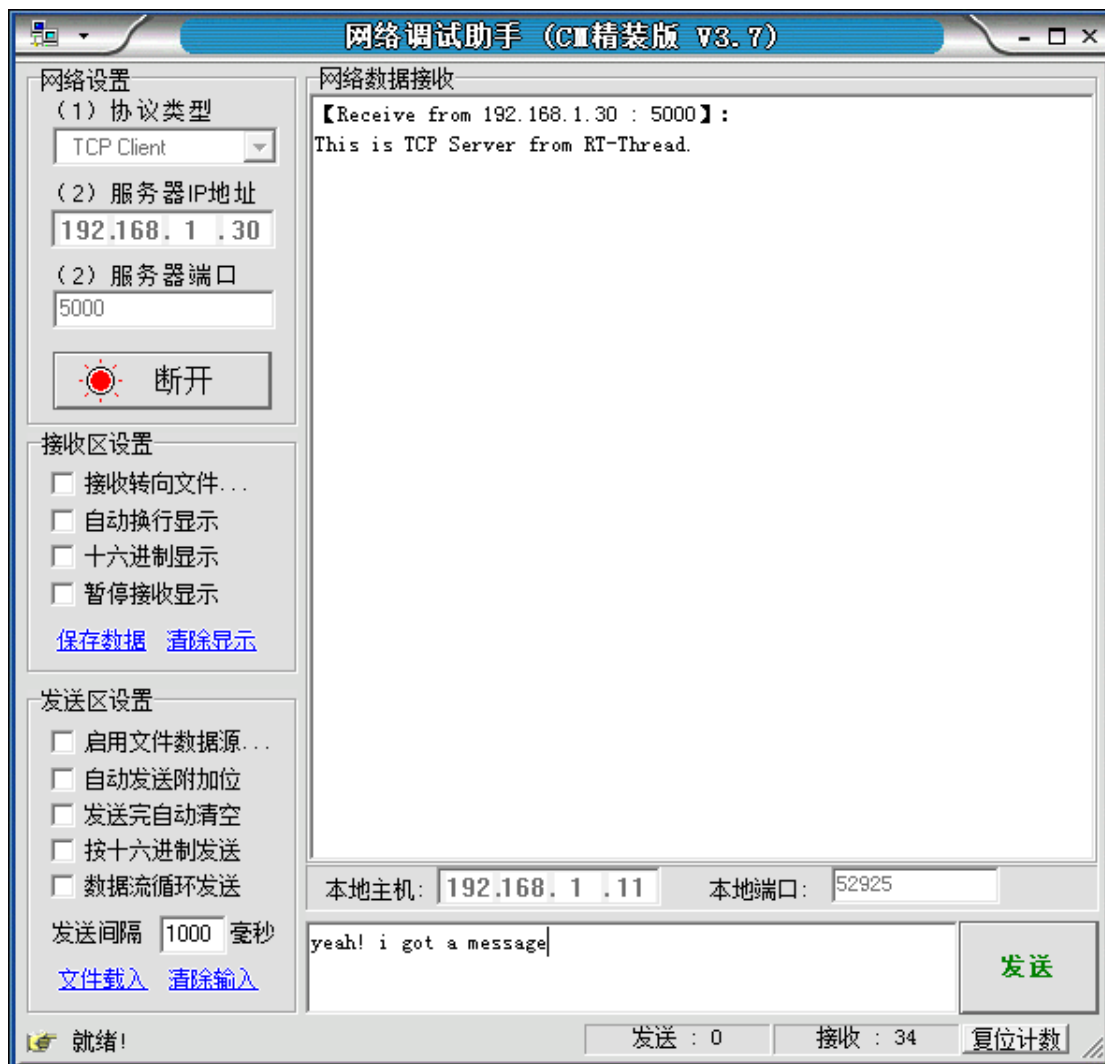 网络调试助手 (CⅢ精装版 V3.7)
网络设置
(1) 协议类型
TCP Client
(2) 服务器IP地址
192.168. 1 .30
(2) 服务器端口
5000
断开
接收区设置
接收转向文件...
自动换行显示
十六进制显示
暂停接收显示
保存数据 清除显示
发送区设置
启用文件数据源...
自动发送附加位
发送完自动清空
按十六进制发送
数据流循环发送
发送间隔 1000 毫秒
文件载入 清除输入
网络数据接收
【Receive from 192.168.1.30 : 5000】:
This is TCP Server from RT-Thread.
本地主机: 192.168. 1 .11 本地端口: 52925
yeah! i got a message
发送
就绪! 发送 : 0 接收 : 34 复位计数